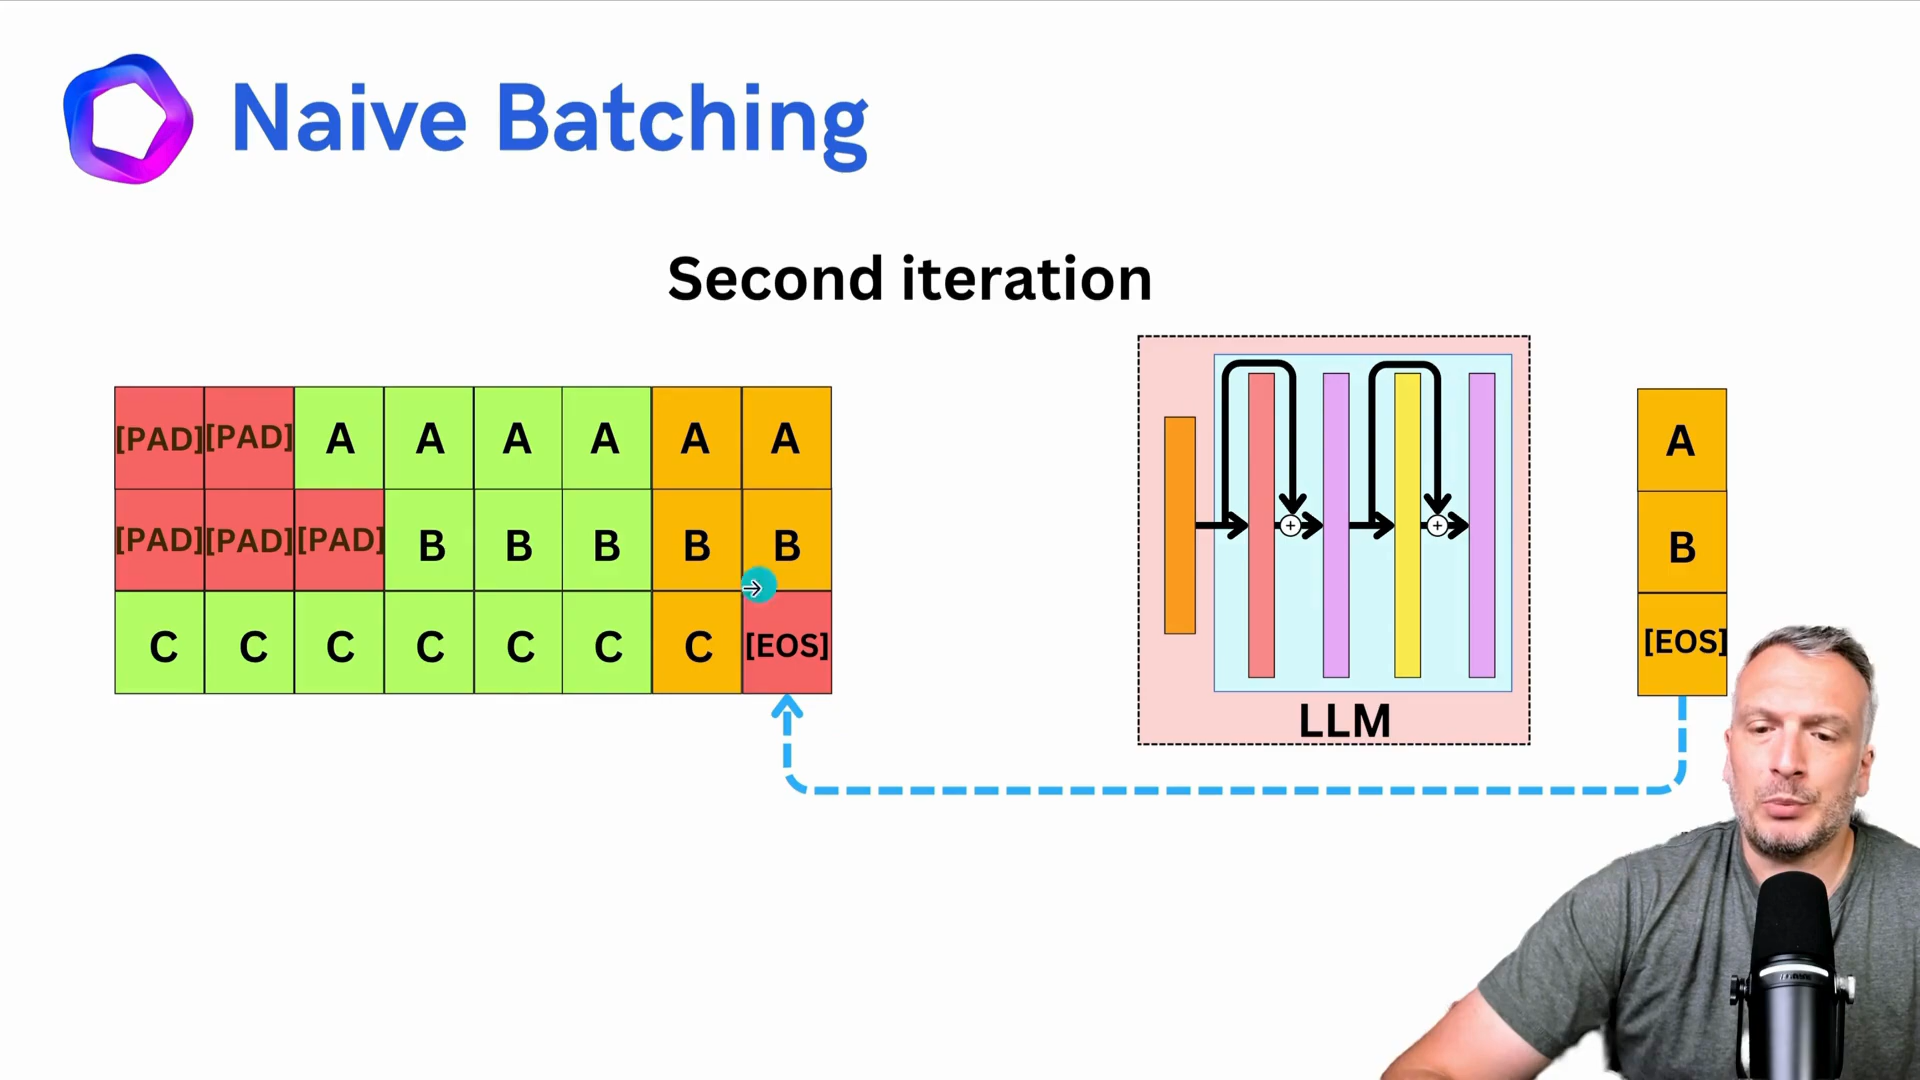 Naive Batching
Second iteration
[PAD] [PAD] A A A A A A
[PAD] [PAD] [PAD] B B B B B
C C C C C C C [EOS]
LLM
A
B
[EOS]